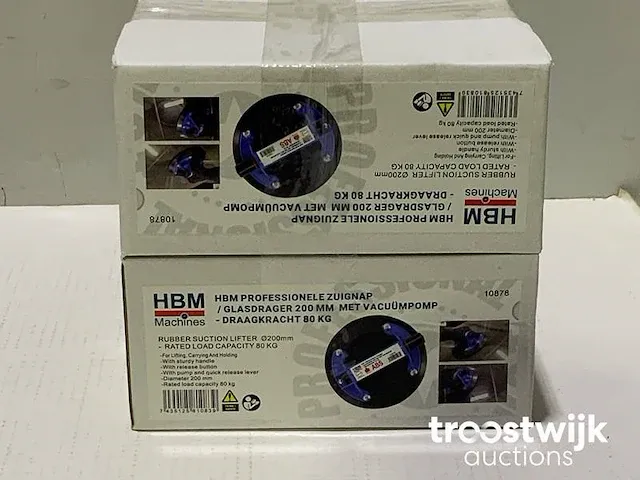 7435125810839
-Rated load capacity 80 kg
-Diameter 200 mm
-With pump and quick release lever
-With release button
-With sturdy handle
-For Lifting, Carrying And Holding
- RATED LOAD CAPACITY 80 KG
RUBBER SUCTION LIFTER Ø200mm
HBM
Machines
- DRAAGKRACHT 80 KG
/ GLASDRAGER 200 MM MET VACUÜMPOMP
HBM PROFESSIONELE ZUIGNAP
10878
ABS
HBM
Machines
HBM PROFESSIONELE ZUIGNAP
/ GLASDRAGER 200 MM MET VACUÜMPOMP
- DRAAGKRACHT 80 KG
10878
RUBBER SUCTION LIFTER Ø200mm
- RATED LOAD CAPACITY 80 KG
-For Lifting, Carrying And Holding
-With sturdy handle
-With release button
-With pump and quick release lever
-Diameter 200 mm
-Rated load capacity 80 kg
7435125810839
ABS
troostwijk
auctions